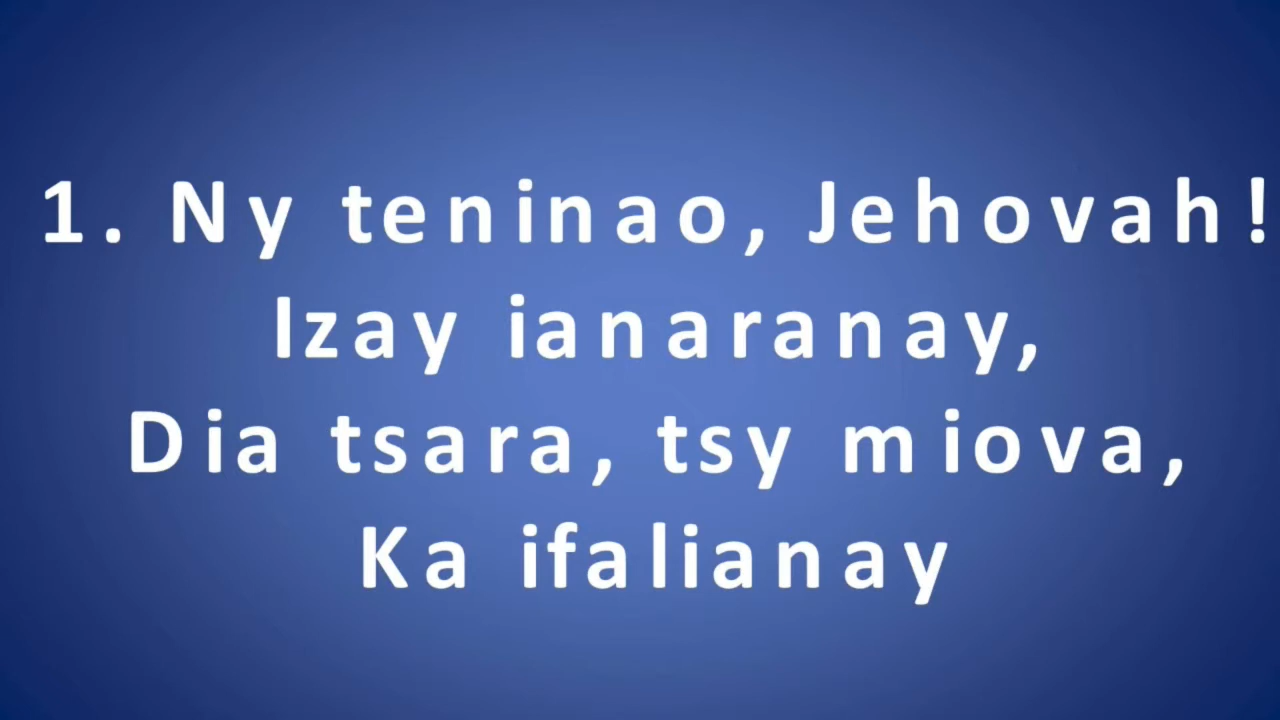 1. Ny teninao, Jehovah!
Izay ianaranay,
Dia tsara, tsy miova,
Ka ifalianay